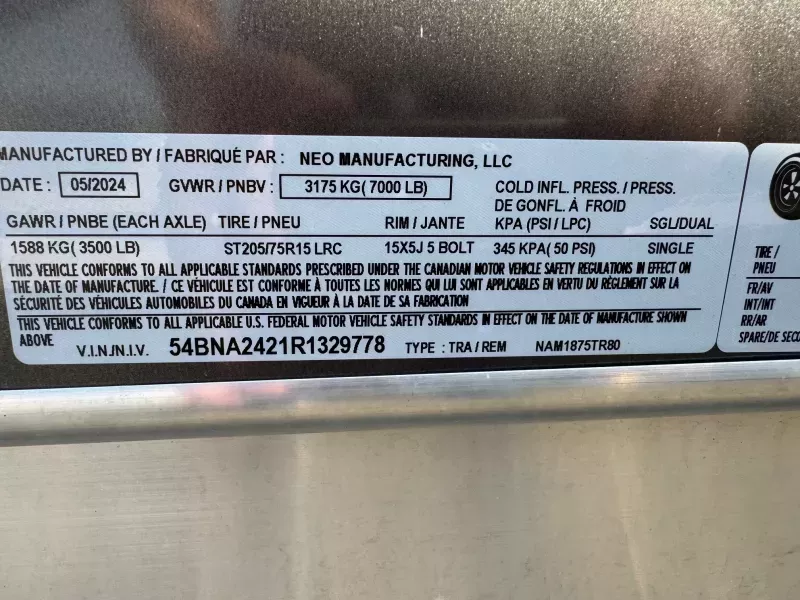 MANUFACTURED BY / FABRIQUÉ PAR : NEO MANUFACTURING, LLC
DATE : 05/2024 GVWR / PNBV : 3175 KG( 7000 LB)
COLD INFL. PRESS. / PRESS.
DE GONFL. À FROID
GAWR / PNBE (EACH AXLE) TIRE / PNEU RIM / JANTE KPA (PSI / LPC) SGL/DUAL
1588 KG( 3500 LB) ST205/75R15 LRC 15X5J 5 BOLT 345 KPA( 50 PSI) SINGLE
THIS VEHICLE CONFORMS TO ALL APPLICABLE STANDARDS PRESCRIBED UNDER THE CANADIAN MOTOR VEHICLE SAFETY REGULATIONS IN EFFECT ON
THE DATE OF MANUFACTURE. / CE VÉHICULE EST CONFORME À TOUTES LES NORMES QUI LUI SONT APPLICABLES EN VERTU DU RÈGLEMENT SUR LA
SÉCURITÉ DES VÉHICULES AUTOMOBILES DU CANADA EN VIGUEUR À LA DATE DE SA FABRICATION
THIS VEHICLE CONFORMS TO ALL APPLICABLE U.S. FEDERAL MOTOR VEHICLE SAFETY STANDARDS IN EFFECT ON THE DATE OF MANUFACTURE SHOWN
ABOVE
V.I.N./N.I.V. 54BNA2421R1329778 TYPE : TRA / REM NAM1875TR80
TIRE /
PNEU
FR/AV
INT/INT
RR/AR
SPARE/DE SECO